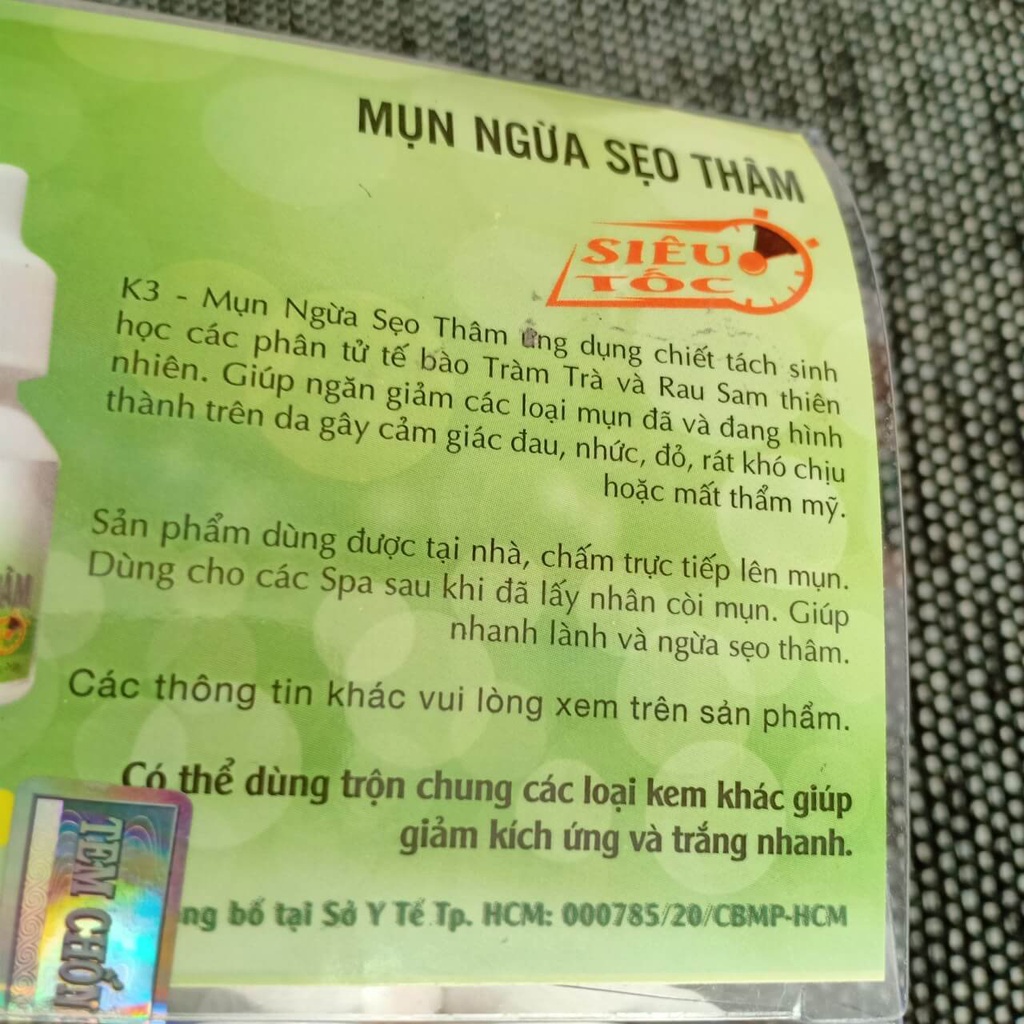 MỤN NGỪA SẸO THÂM
SIÊU
TỐC
K3 - Mụn Ngừa Sẹo Thâm ứng dụng chiết tách sinh
học các phân tử tế bào Tràm Trà và Rau Sam thiên
nhiên. Giúp ngăn giảm các loại mụn đã và đang hình
thành trên da gây cảm giác đau, nhức, đỏ, rát khó chịu
hoặc mất thẩm mỹ.
Sản phẩm dùng được tại nhà, chấm trực tiếp lên mụn.
Dùng cho các Spa sau khi đã lấy nhân còi mụn. Giúp
nhanh lành và ngừa sẹo thâm.
Các thông tin khác vui lòng xem trên sản phẩm.
Có thể dùng trộn chung các loại kem khác giúp
giảm kích ứng và trắng nhanh.
ng bố tại Sở Y Tế Tp. HCM: 000785/20/CBMP-HCM
TEM CHỐN